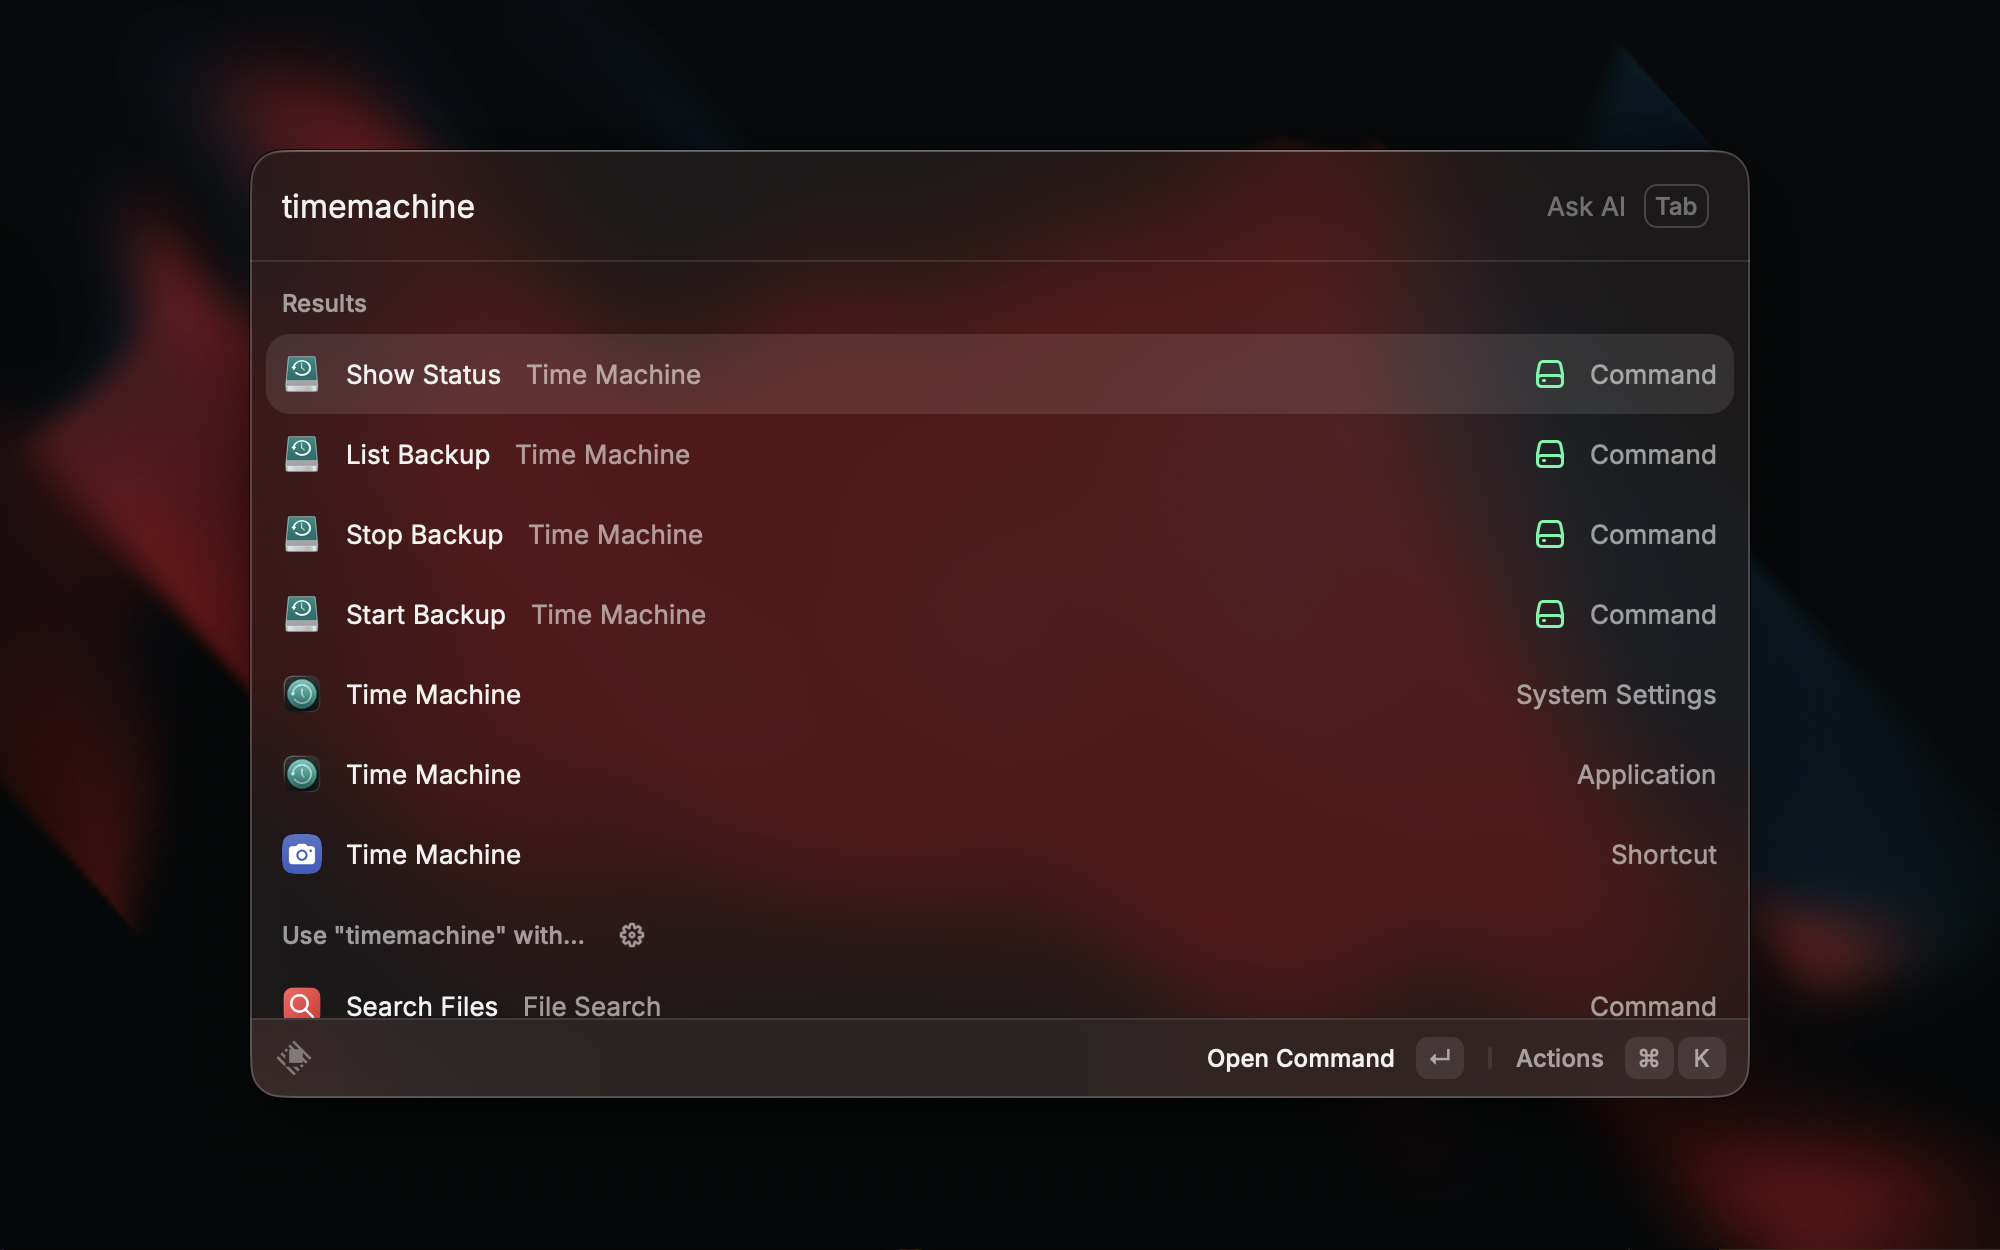 timemachine Ask AI Tab
Results
Show Status Time Machine Command
List Backup Time Machine Command
Stop Backup Time Machine Command
Start Backup Time Machine Command
Time Machine System Settings
Time Machine Application
Time Machine Shortcut
Use "timemachine" with...
Search Files File Search Command
Open Command ↵ Actions ⌘ K